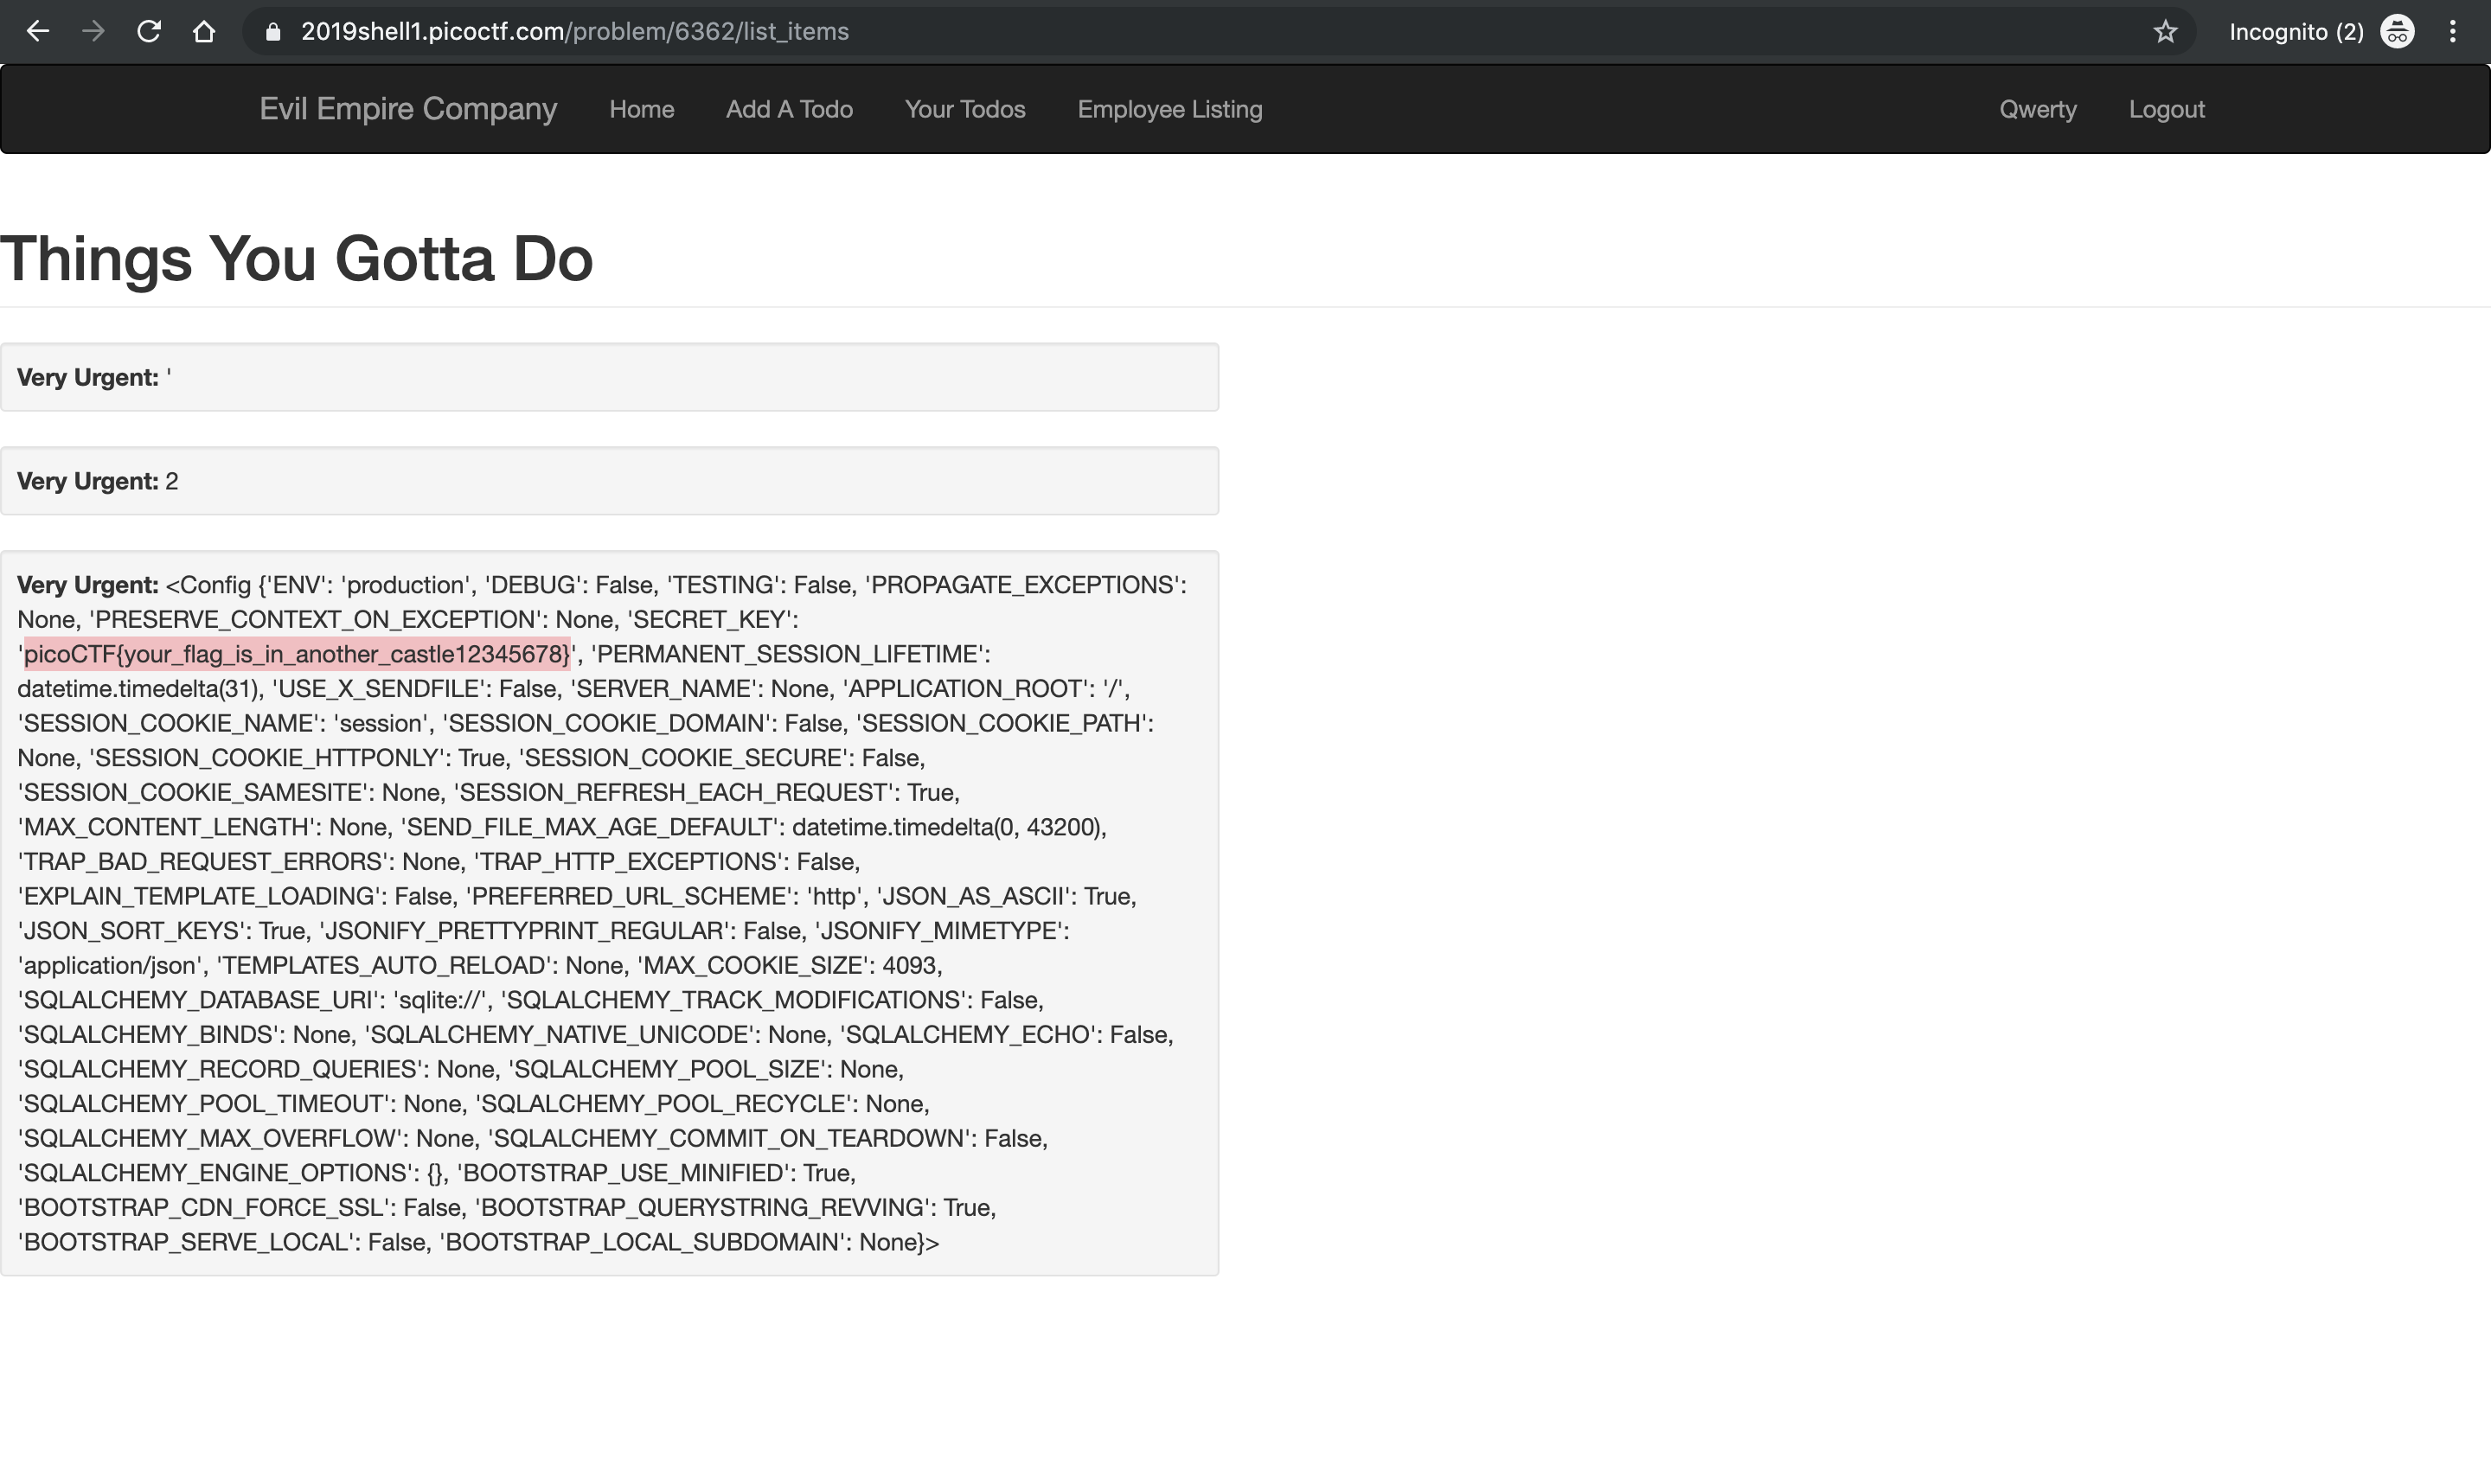 2019shell1.picoctf.com/problem/6362/list_items
Incognito (2)
Evil Empire Company Home Add A Todo Your Todos Employee Listing Qwerty Logout
Things You Gotta Do
Very Urgent: '
Very Urgent: 2
Very Urgent: <Config {'ENV': 'production', 'DEBUG': False, 'TESTING': False, 'PROPAGATE_EXCEPTIONS':
None, 'PRESERVE_CONTEXT_ON_EXCEPTION': None, 'SECRET_KEY':
'picoCTF{your_flag_is_in_another_castle12345678}', 'PERMANENT_SESSION_LIFETIME':
datetime.timedelta(31), 'USE_X_SENDFILE': False, 'SERVER_NAME': None, 'APPLICATION_ROOT': '/',
'SESSION_COOKIE_NAME': 'session', 'SESSION_COOKIE_DOMAIN': False, 'SESSION_COOKIE_PATH':
None, 'SESSION_COOKIE_HTTPONLY': True, 'SESSION_COOKIE_SECURE': False,
'SESSION_COOKIE_SAMESITE': None, 'SESSION_REFRESH_EACH_REQUEST': True,
'MAX_CONTENT_LENGTH': None, 'SEND_FILE_MAX_AGE_DEFAULT': datetime.timedelta(0, 43200),
'TRAP_BAD_REQUEST_ERRORS': None, 'TRAP_HTTP_EXCEPTIONS': False,
'EXPLAIN_TEMPLATE_LOADING': False, 'PREFERRED_URL_SCHEME': 'http', 'JSON_AS_ASCII': True,
'JSON_SORT_KEYS': True, 'JSONIFY_PRETTYPRINT_REGULAR': False, 'JSONIFY_MIMETYPE':
'application/json', 'TEMPLATES_AUTO_RELOAD': None, 'MAX_COOKIE_SIZE': 4093,
'SQLALCHEMY_DATABASE_URI': 'sqlite://', 'SQLALCHEMY_TRACK_MODIFICATIONS': False,
'SQLALCHEMY_BINDS': None, 'SQLALCHEMY_NATIVE_UNICODE': None, 'SQLALCHEMY_ECHO': False,
'SQLALCHEMY_RECORD_QUERIES': None, 'SQLALCHEMY_POOL_SIZE': None,
'SQLALCHEMY_POOL_TIMEOUT': None, 'SQLALCHEMY_POOL_RECYCLE': None,
'SQLALCHEMY_MAX_OVERFLOW': None, 'SQLALCHEMY_COMMIT_ON_TEARDOWN': False,
'SQLALCHEMY_ENGINE_OPTIONS': {}, 'BOOTSTRAP_USE_MINIFIED': True,
'BOOTSTRAP_CDN_FORCE_SSL': False, 'BOOTSTRAP_QUERYSTRING_REVVING': True,
'BOOTSTRAP_SERVE_LOCAL': False, 'BOOTSTRAP_LOCAL_SUBDOMAIN': None}>